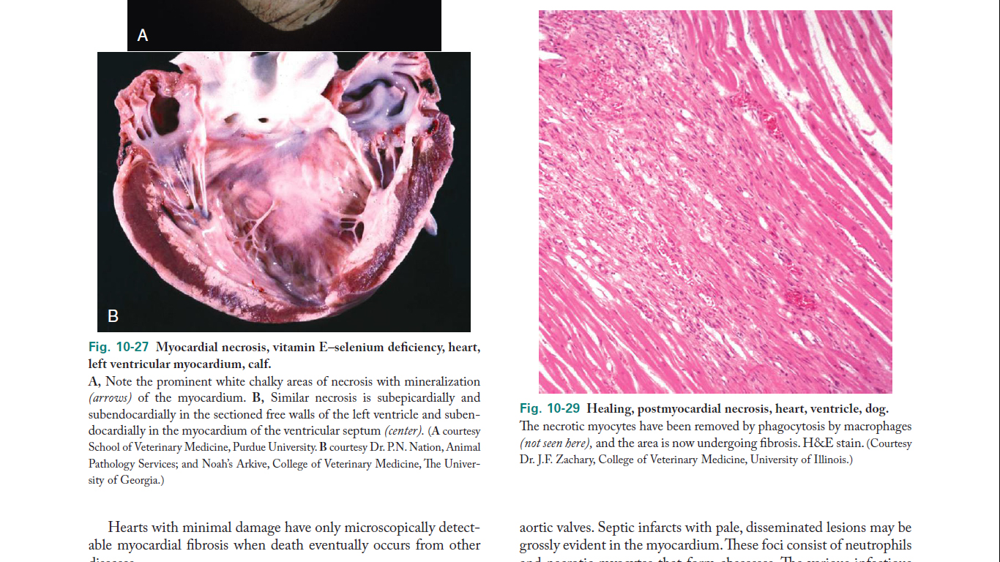 A
B
Fig. 10-27 Myocardial necrosis, vitamin E–selenium deficiency, heart,
left ventricular myocardium, calf.
A, Note the prominent white chalky areas of necrosis with mineralization
(arrows) of the myocardium. B, Similar necrosis is subepicardially and
subendocardially in the sectioned free walls of the left ventricle and suben-
docardially in the myocardium of the ventricular septum (center). (A courtesy
School of Veterinary Medicine, Purdue University. B courtesy Dr. P.N. Nation, Animal
Pathology Services; and Noah’s Arkive, College of Veterinary Medicine, The Univer-
sity of Georgia.)
Hearts with minimal damage have only microscopically detect-
able myocardial fibrosis when death eventually occurs from other
Fig. 10-29 Healing, postmyocardial necrosis, heart, ventricle, dog.
The necrotic myocytes have been removed by phagocytosis by macrophages
(not seen here), and the area is now undergoing fibrosis. H&E stain. (Courtesy
Dr. J.F. Zachary, College of Veterinary Medicine, University of Illinois.)
aortic valves. Septic infarcts with pale, disseminated lesions may be
grossly evident in the myocardium. These foci consist of neutrophils